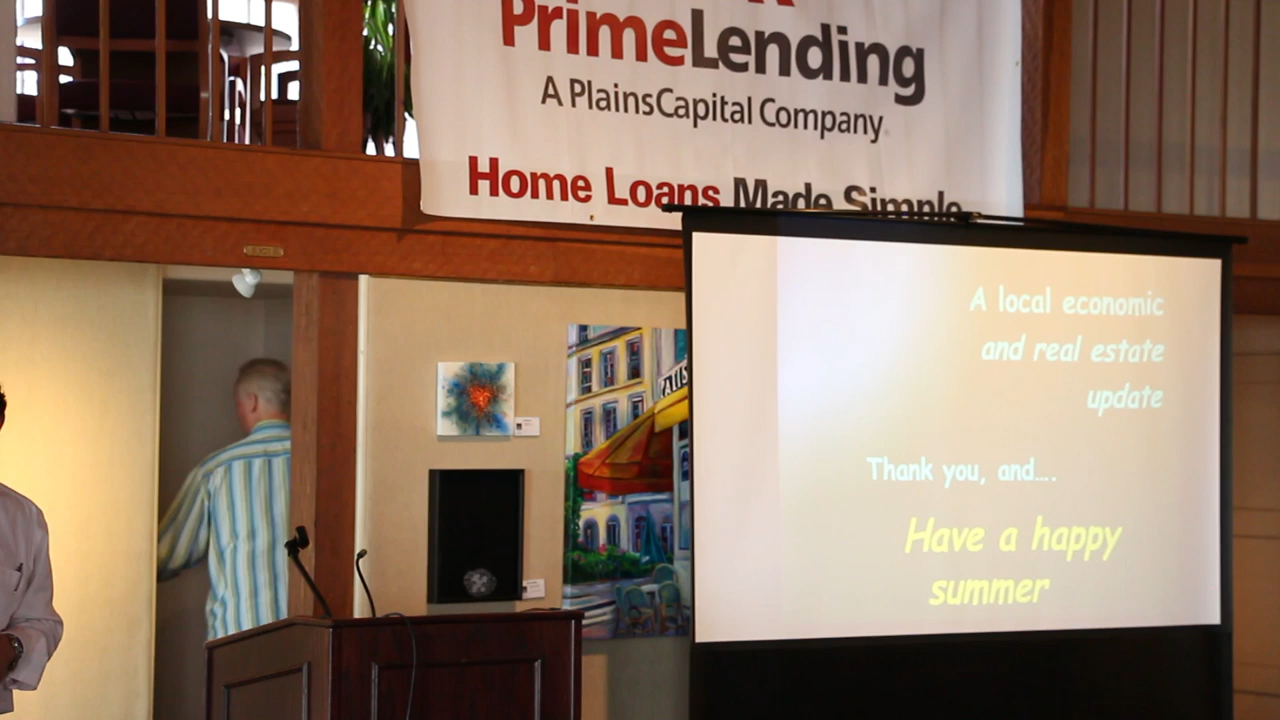 PrimeLending
A PlainsCapital Company
Home Loans Made Simple
A local economic
and real estate
update
Thank you, and....
Have a happy
summer